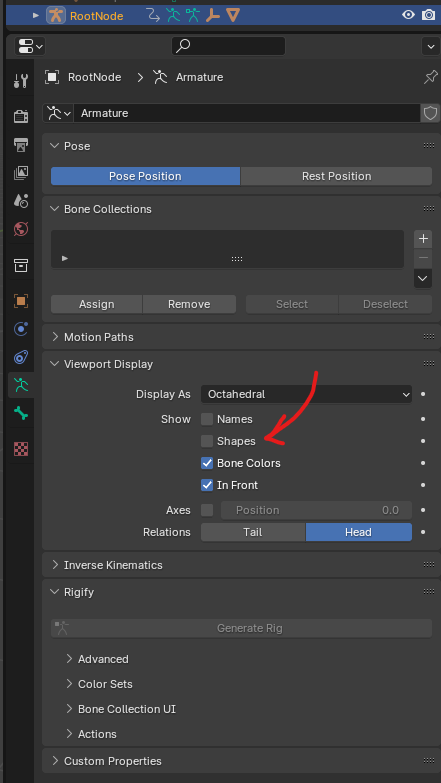 RootNode
RootNode > Armature
Armature
Pose
Pose Position Rest Position
Bone Collections
Assign Remove Select Deselect
Motion Paths
Viewport Display
Display As Octahedral
Show Names
Shapes
Bone Colors
In Front
Axes Position 0.0
Relations Tail Head
Inverse Kinematics
Rigify
Generate Rig
Advanced
Color Sets
Bone Collection UI
Actions
Custom Properties